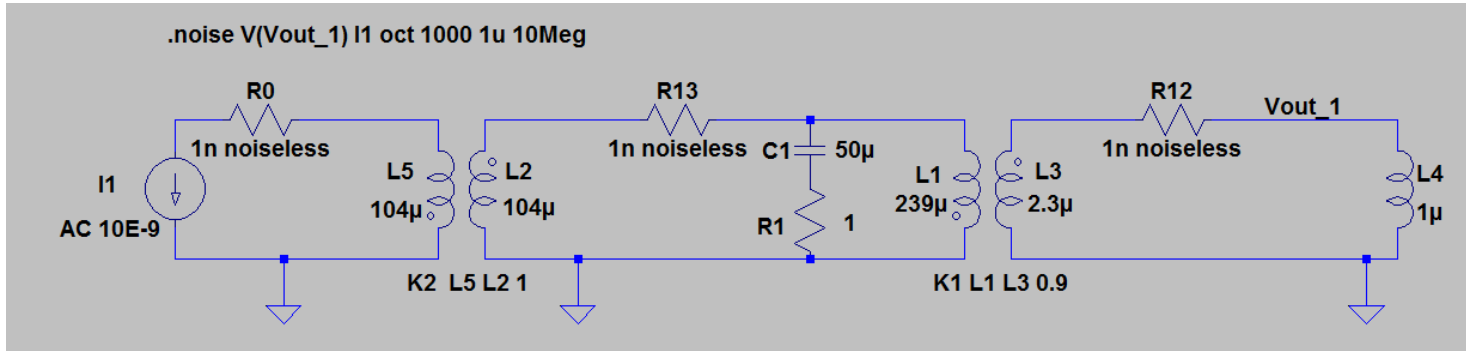 .noise V(Vout_1) I1 oct 1000 1u 10Meg
R0
1n noiseless
I1
AC 10E-9
L5
104µ
L2
104µ
K2 L5 L2 1
R13
1n noiseless
C1
50µ
R1
1
L1
239µ
L3
2.3µ
K1 L1 L3 0.9
R12
1n noiseless
Vout_1
L4
1µ